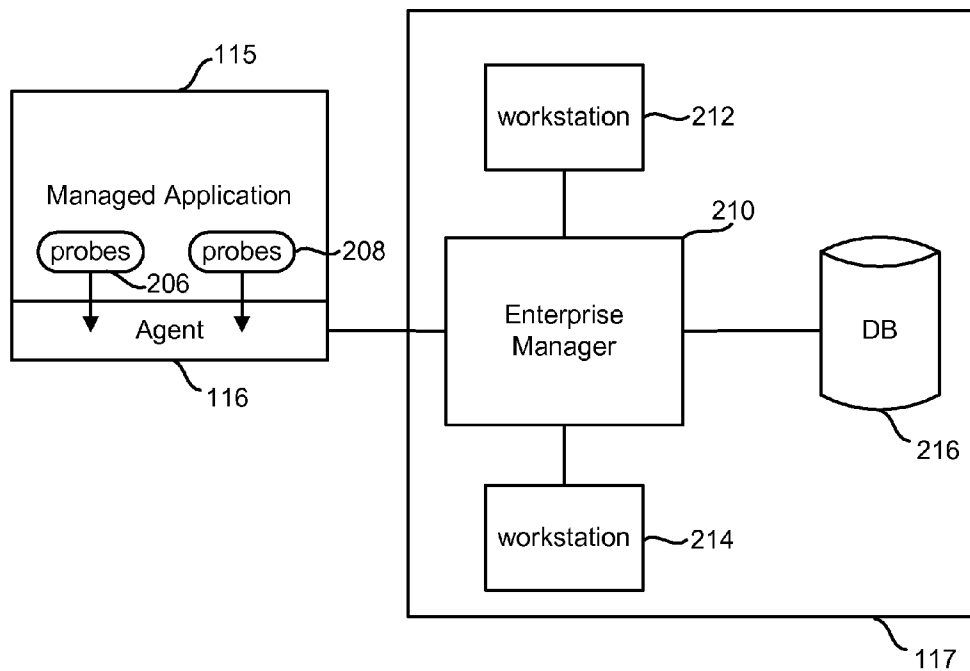 115
workstation
212
Managed Application
210
probes
probes
208
206
Enterprise
Manager
DB
Agent
116
216
workstation
214
117